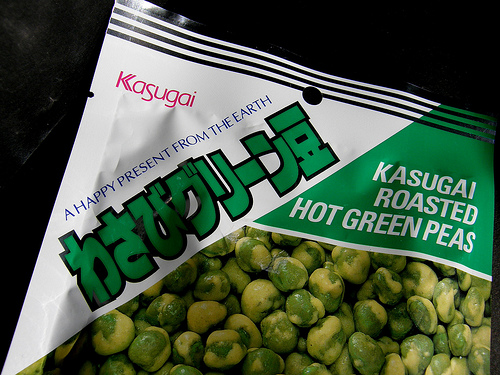 Kasugai
A HAPPY PRESENT FROM THE EARTH
わさびグリーン豆
KASUGAI
ROASTED
HOT GREEN PEAS